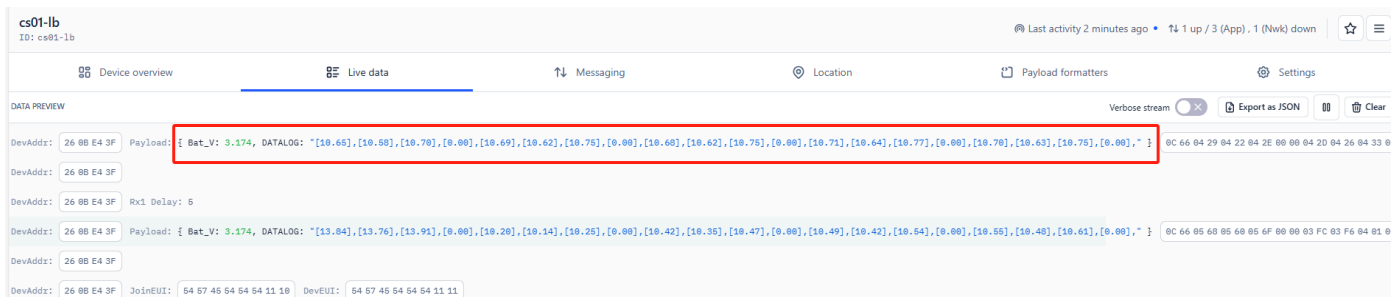 cs01-lb
ID: cs01-lb
Last activity 2 minutes ago • ↑↓ 1 up / 3 (App) , 1 (Nwk) down
Device overview Live data Messaging Location Payload formatters Settings
DATA PREVIEW Verbose stream Export as JSON Clear
DevAddr: 26 0B E4 3F Payload: { Bat_V: 3.174, DATALOG: "[10.65],[10.58],[10.70],[0.00],[10.69],[10.62],[10.75],[0.00],[10.68],[10.62],[10.75],[0.00],[10.71],[10.64],[10.77],[0.00],[10.70],[10.63],[10.75],[0.00]," } 0C 66 04 29 04 22 04 2E 00 00 04 2D 04 26 04 33 0
DevAddr: 26 0B E4 3F
DevAddr: 26 0B E4 3F Rx1 Delay: 5
DevAddr: 26 0B E4 3F Payload: { Bat_V: 3.174, DATALOG: "[13.84],[13.76],[13.91],[0.00],[10.20],[10.14],[10.25],[0.00],[10.42],[10.35],[10.47],[0.00],[10.49],[10.42],[10.54],[0.00],[10.55],[10.48],[10.61],[0.00]," } 0C 66 05 68 05 60 05 6F 00 00 03 FC 03 F6 04 01 0
DevAddr: 26 0B E4 3F
DevAddr: 26 0B E4 3F JoinEUI: 54 57 45 54 54 54 11 10 DevEUI: 54 57 45 54 54 54 11 11